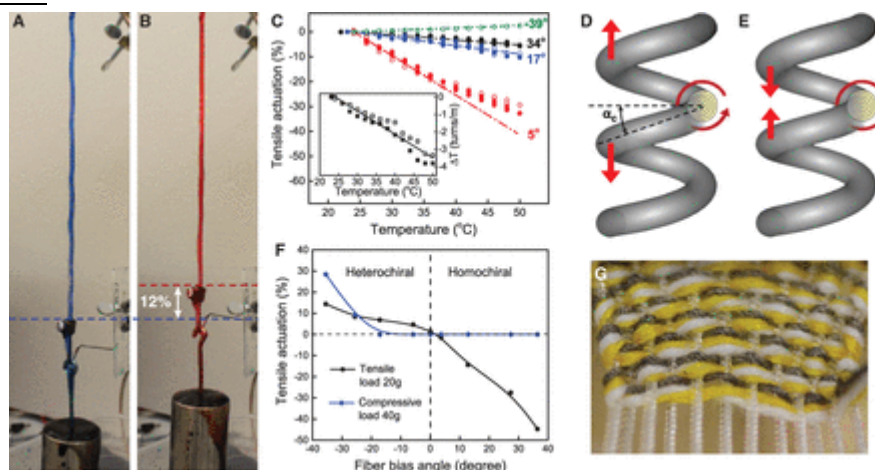 A
B
12%
C
Tensile actuation (%)
10
0
-10
-20
-30
-40
-50
-60
39°
34°
17°
5°
0
-1
-2
-3
-4
ΔT (turns/m)
20 25 30 35 40 45 50
Temperature (°C)
20 25 30 35 40 45 50
Temperature (°C)
D
αc
E
F
Tensile actuation (%)
40
30
20
10
0
-10
-20
-30
-40
-50
Heterochiral
Homochiral
Tensile
load 20g
Compressive
load 40g
-40 -30 -20 -10 0 10 20 30 40
Fiber bias angle (degree)
G